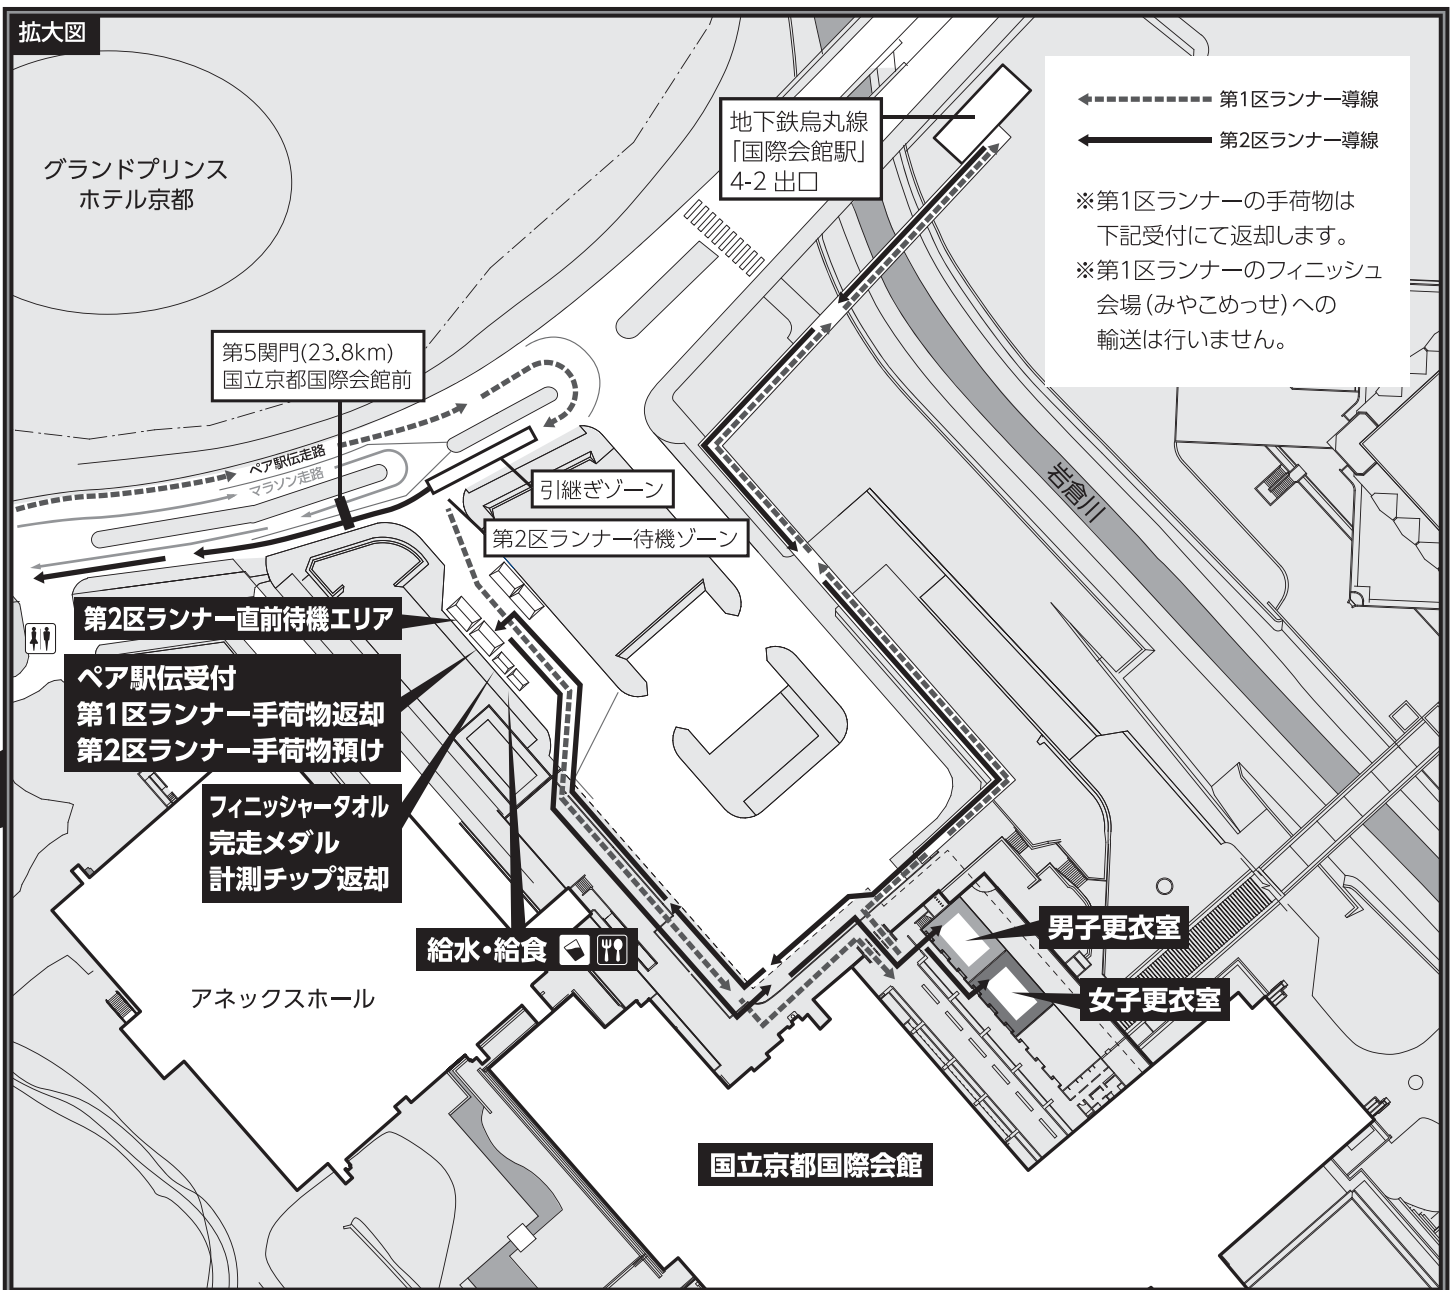 拡大図
グランドプリンス
ホテル京都
地下鉄烏丸線
「国際会館駅」
4-2 出口
第1区ランナー導線
第2区ランナー導線
※第1区ランナーの手荷物は
下記受付にて返却します。
※第1区ランナーのフィニッシュ
会場(みやこめっせ)への
輸送は行いません。
第5関門(23.8km)
国立京都国際会館前
ペア駅伝走路
マラソン走路
引継ぎゾーン
第2区ランナー待機ゾーン
岩倉川
第2区ランナー直前待機エリア
ペア駅伝受付
第1区ランナー手荷物返却
第2区ランナー手荷物預け
フィニッシャータオル
完走メダル
計測チップ返却
給水・給食
男子更衣室
女子更衣室
アネックスホール
国立京都国際会館